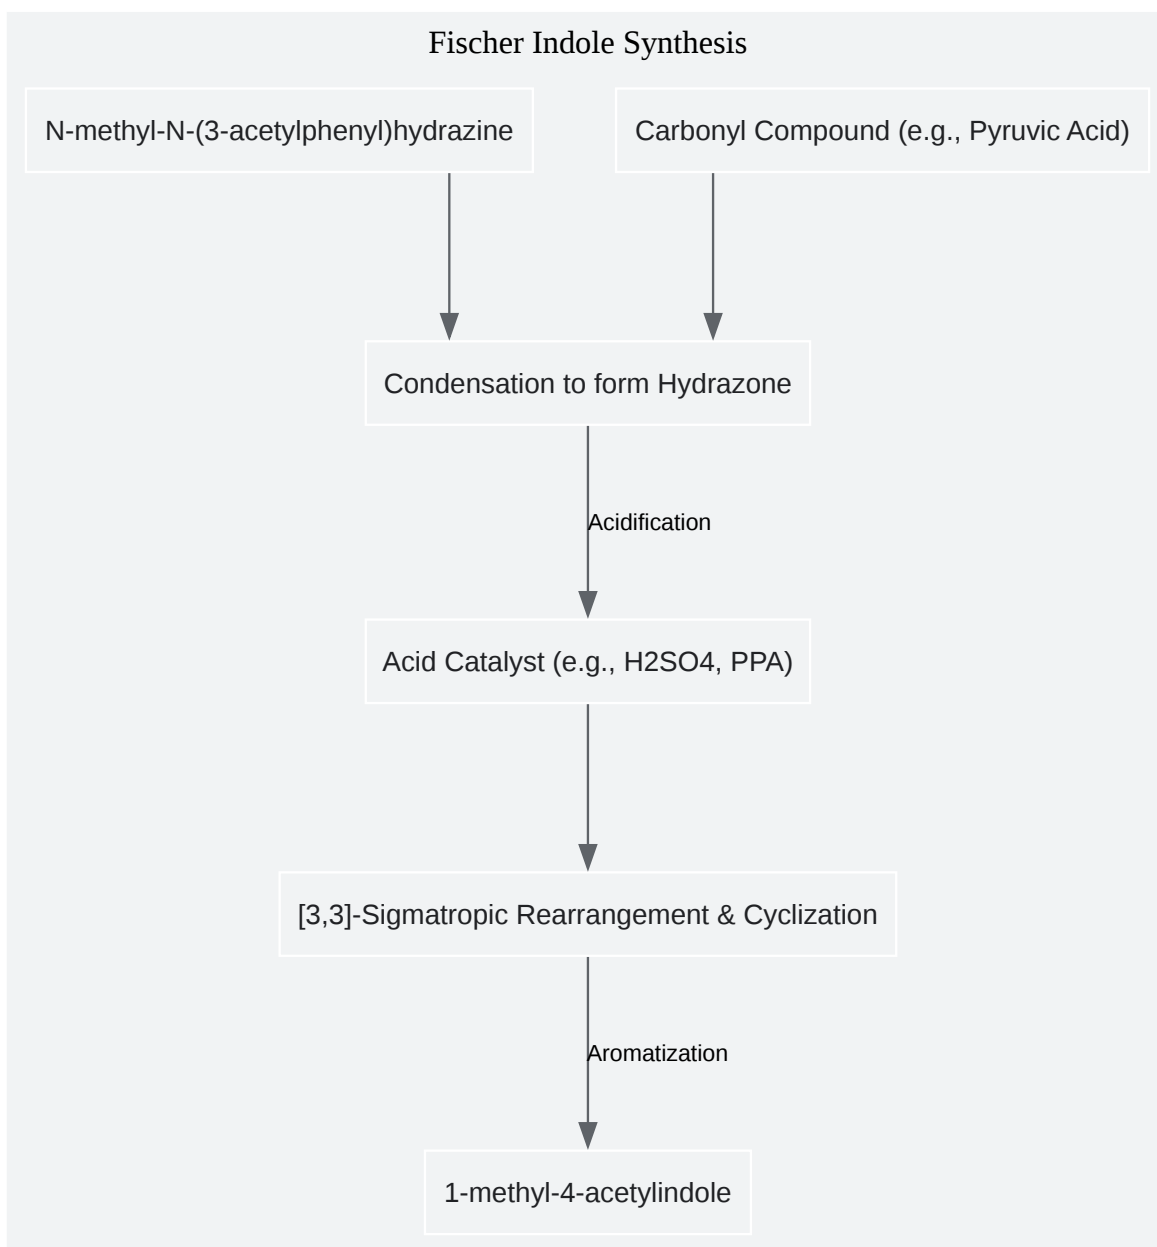 Fischer Indole Synthesis
N-methyl-N-(3-acetylphenyl)hydrazine
Carbonyl Compound (e.g., Pyruvic Acid)
Condensation to form Hydrazone
Acidification
Acid Catalyst (e.g., H2SO4, PPA)
[3,3]-Sigmatropic Rearrangement & Cyclization
Aromatization
1-methyl-4-acetylindole